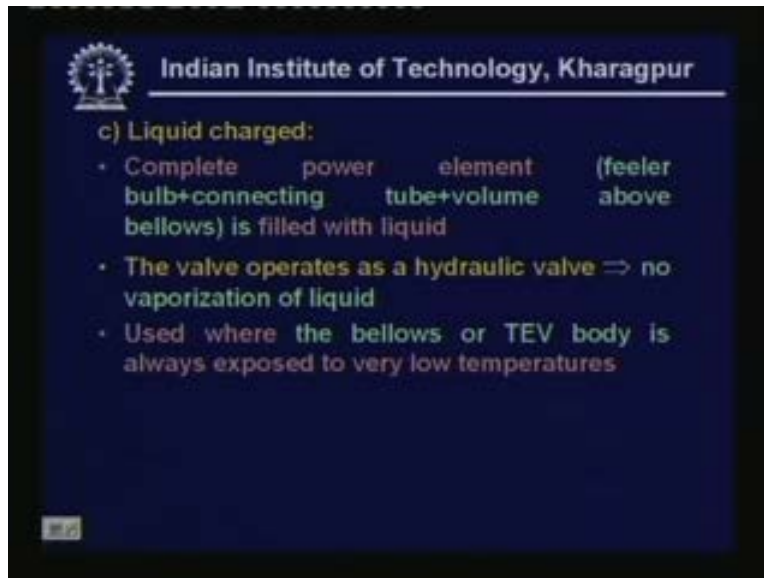 Indian Institute of Technology, Kharagpur
c) Liquid charged:
• Complete power element (feeler
bulb+connecting tube+volume above
bellows) is filled with liquid
• The valve operates as a hydraulic valve ⇒ no
vaporization of liquid
• Used where the bellows or TEV body is
always exposed to very low temperatures